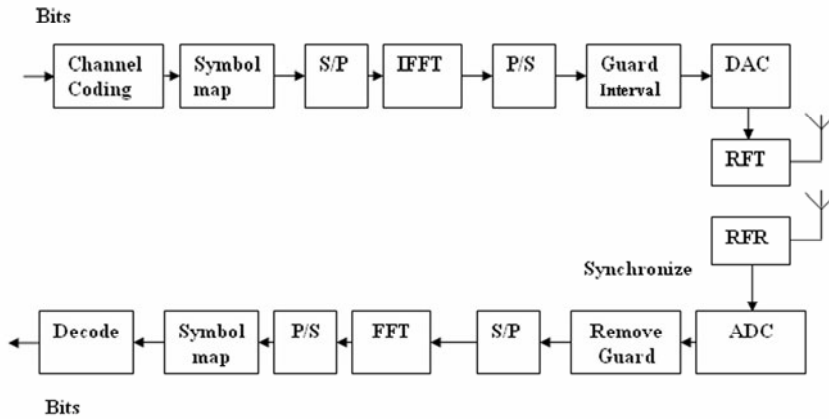 Bits
Channel Coding
Symbol map
S/P
IFFT
P/S
Guard Interval
DAC
RFT
RFR
Synchronize
Decode
Symbol map
P/S
FFT
S/P
Remove Guard
ADC
Bits